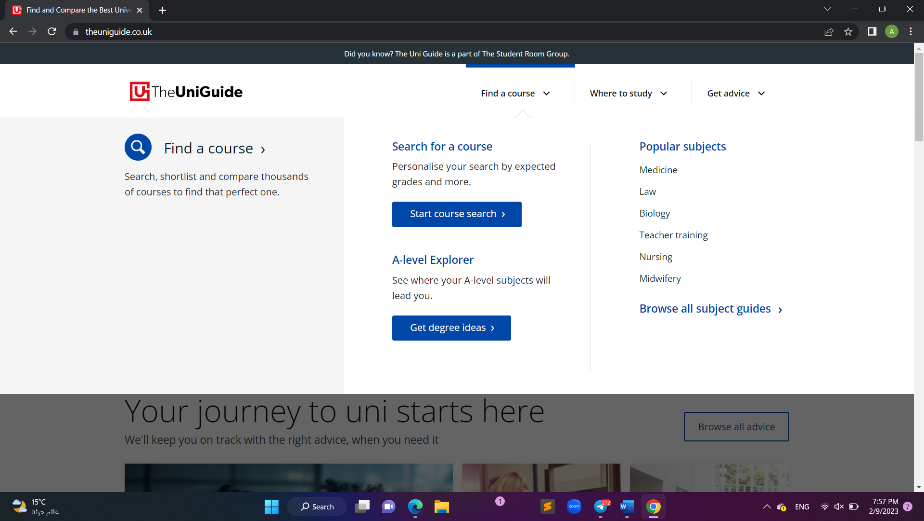 Find and Compare the Best Univ
theuniguide.co.uk
A
Did you know? The Uni Guide is a part of The Student Room Group.
TheUniGuide
Find a course
Where to study
Get advice
Find a course ›
Search, shortlist and compare thousands
of courses to find that perfect one.
Search for a course
Personalise your search by expected
grades and more.
Start course search ›
A-level Explorer
See where your A-level subjects will
lead you.
Get degree ideas ›
Popular subjects
Medicine
Law
Biology
Teacher training
Nursing
Midwifery
Browse all subject guides ›
Your journey to uni starts here
We'll keep you on track with the right advice, when you need it
Browse all advice
15°C
Search
1
zoom
W
ENG
7:57 PM
2/9/2023
7